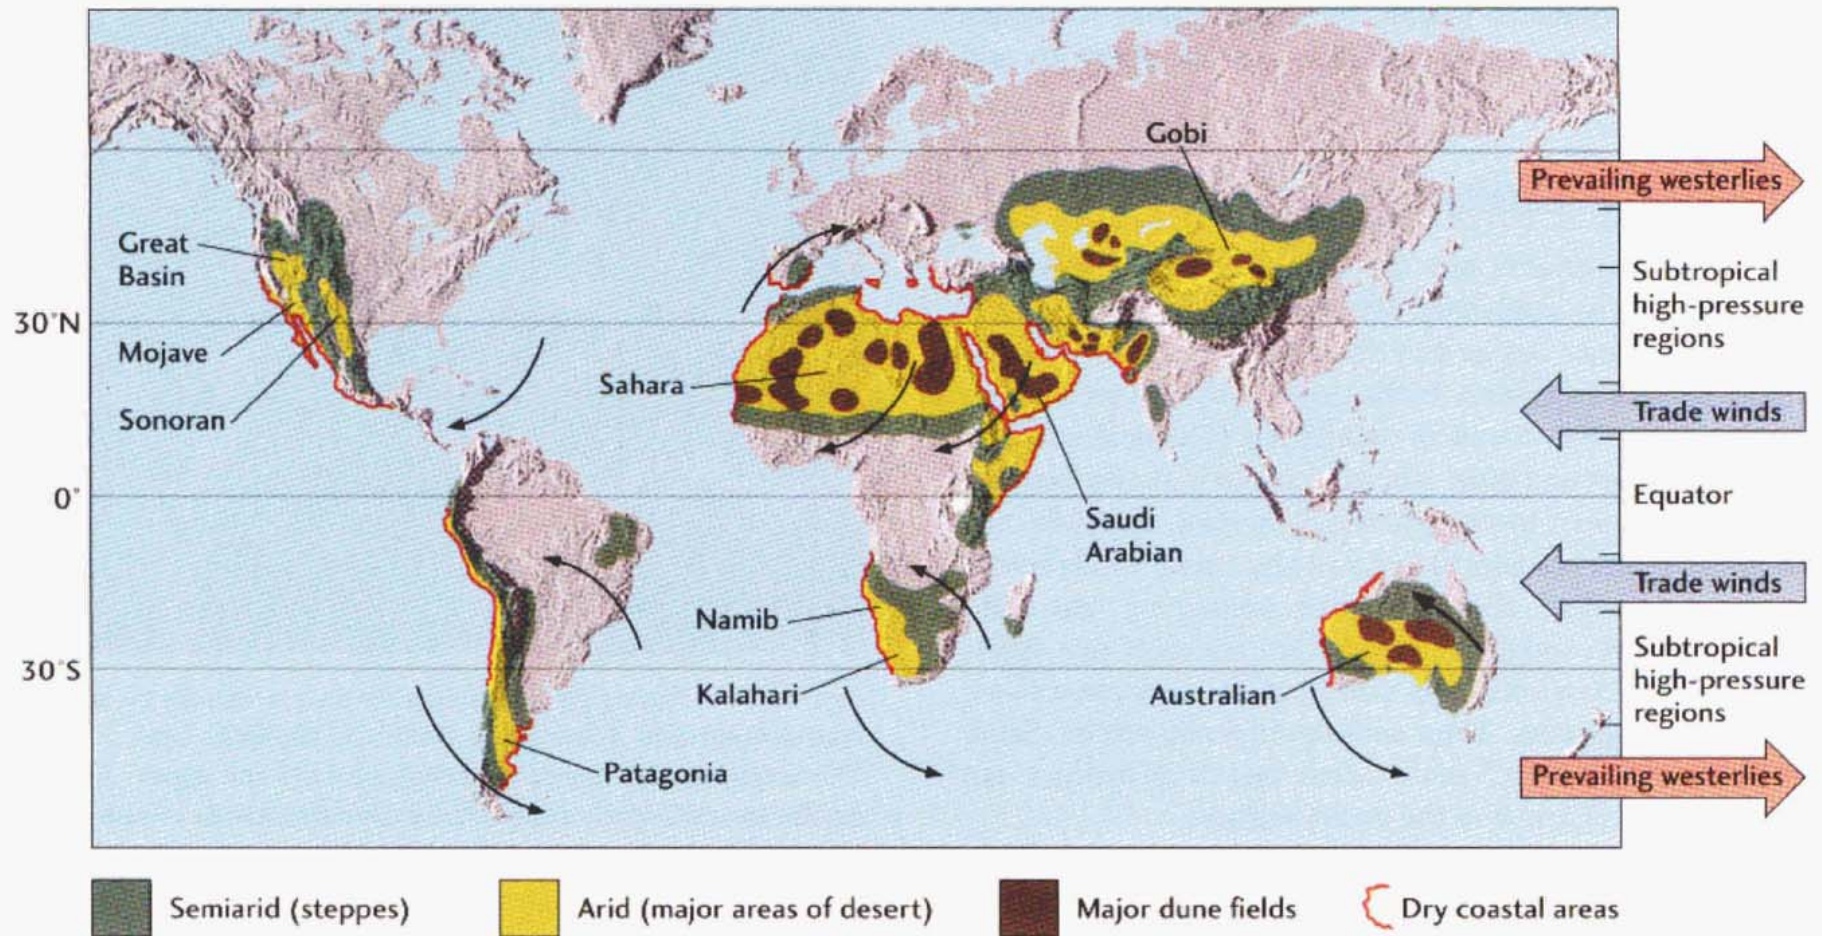 Gobi
Prevailing westerlies
Great
Basin
Subtropical
high-pressure
regions
30°N
Mojave
Sahara
Trade winds
Sonoran
0°
Equator
Saudi
Arabian
Trade winds
Namib
Subtropical
high-pressure
regions
30°S
Kalahari
Australian
Patagonia
Prevailing westerlies
Semiarid (steppes)
Arid (major areas of desert)
Major dune fields
Dry coastal areas